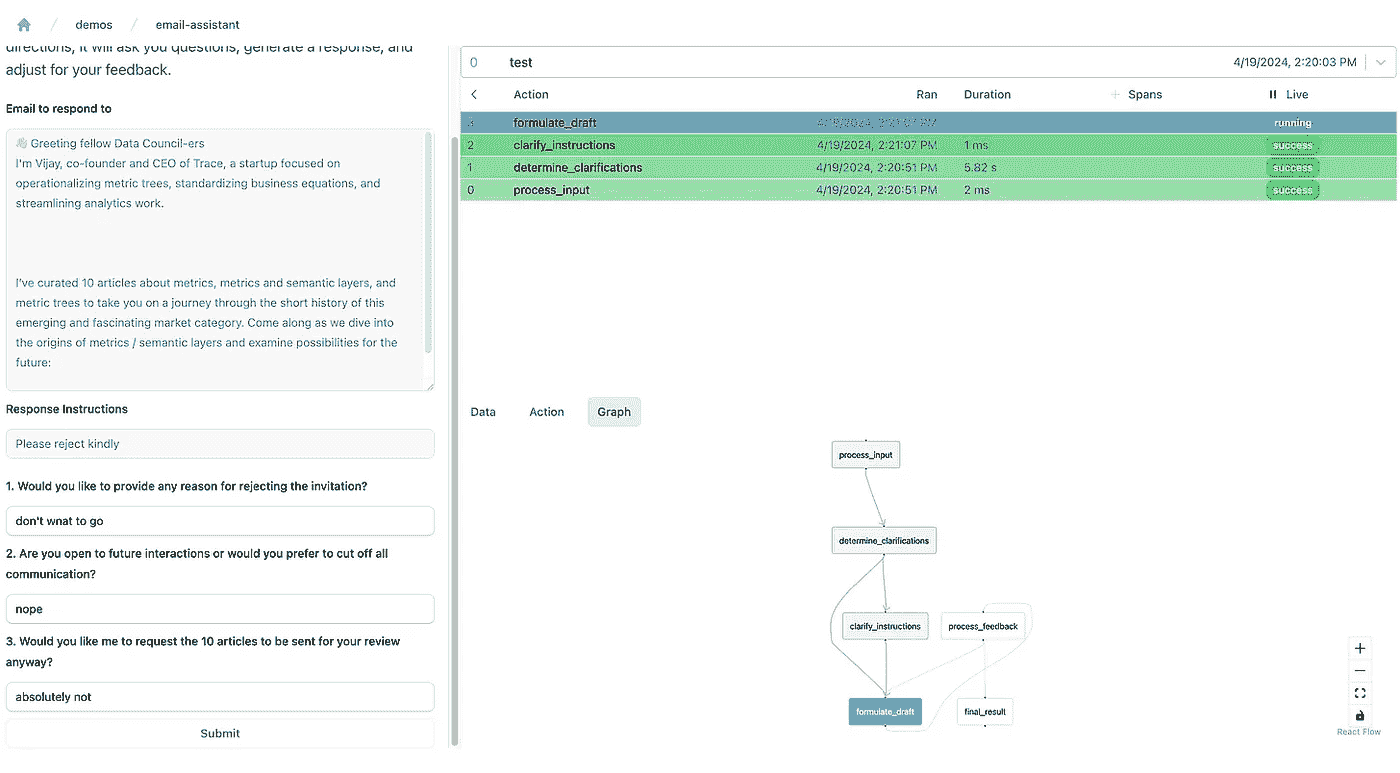 demos
email-assistant
directions, it will ask you questions, generate a response, and
adjust for your feedback.
Email to respond to
👋 Greeting fellow Data Council-ers
I'm Vijay, co-founder and CEO of Trace, a startup focused on
operationalizing metric trees, standardizing business equations, and
streamlining analytics work.
I've curated 10 articles about metrics, metrics and semantic layers, and
metric trees to take you on a journey through the short history of this
emerging and fascinating market category. Come along as we dive into
the origins of metrics / semantic layers and examine possibilities for the
future:
Response Instructions
Please reject kindly
1. Would you like to provide any reason for rejecting the invitation?
don't wnat to go
2. Are you open to future interactions or would you prefer to cut off all
communication?
nope
3. Would you like me to request the 10 articles to be sent for your review
anyway?
absolutely not
Submit
0 test 4/19/2024, 2:20:03 PM
Action Ran Duration Spans Live
3 formulate_draft 4/19/2024, 2:21:07 PM running
2 clarify_instructions 4/19/2024, 2:21:07 PM 1 ms success
1 determine_clarifications 4/19/2024, 2:20:51 PM 5.82 s success
0 process_input 4/19/2024, 2:20:51 PM 2 ms success
Data Action Graph
process_input
determine_clarifications
clarify_instructions process_feedback
formulate_draft final_result
React Flow